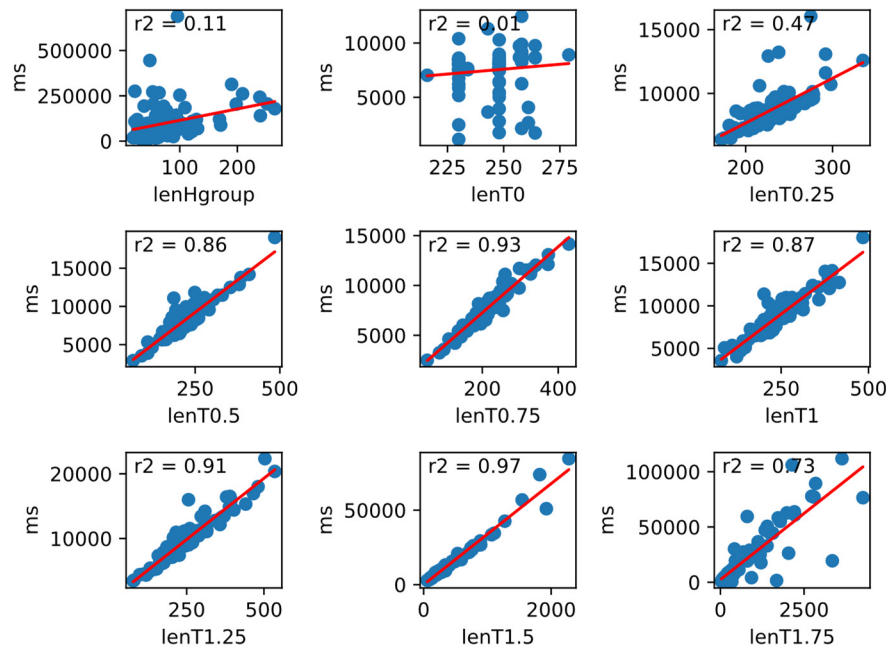 r2 = 0.11
500000
250000
0
ms
100
200
lenHgroup
r2 = 0.01
10000
5000
ms
225
250
275
lenT0
r2 = 0.47
15000
10000
ms
200
300
lenT0.25
r2 = 0.86
15000
10000
5000
ms
250
500
lenT0.5
r2 = 0.93
15000
10000
5000
ms
200
400
lenT0.75
r2 = 0.87
15000
10000
5000
ms
250
500
lenT1
r2 = 0.91
20000
10000
ms
250
500
lenT1.25
r2 = 0.97
50000
0
ms
0
2000
lenT1.5
r2 = 0.73
100000
50000
0
ms
0
2500
lenT1.75